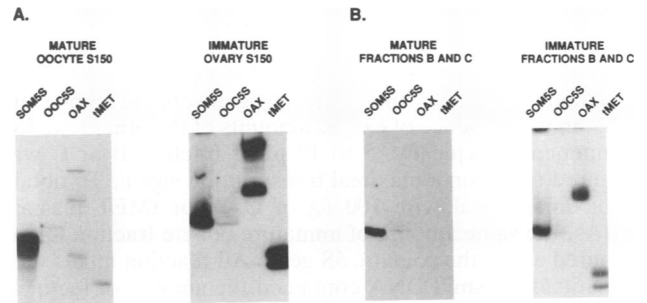 A.
B.
MATURE
OOCYTE S150
IMMATURE
OVARY S150
MATURE
FRACTIONS B AND C
IMMATURE
FRACTIONS B AND C
SOM5S OOC5S OAX tMET
SOM5S OOC5S OAX tMET
SOM5S OOC5S OAX tMET
SOM5S OOC5S OAX tMET